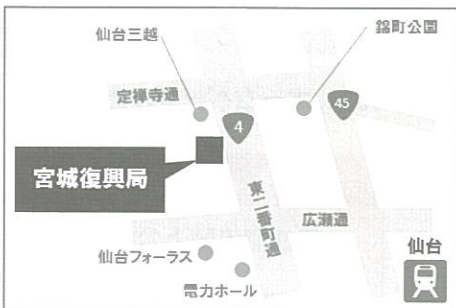 仙台三越
錦町公園
定禅寺通
45
4
宮城復興局
東二番町通
広瀬通
仙台フォーラス
仙台
電力ホール